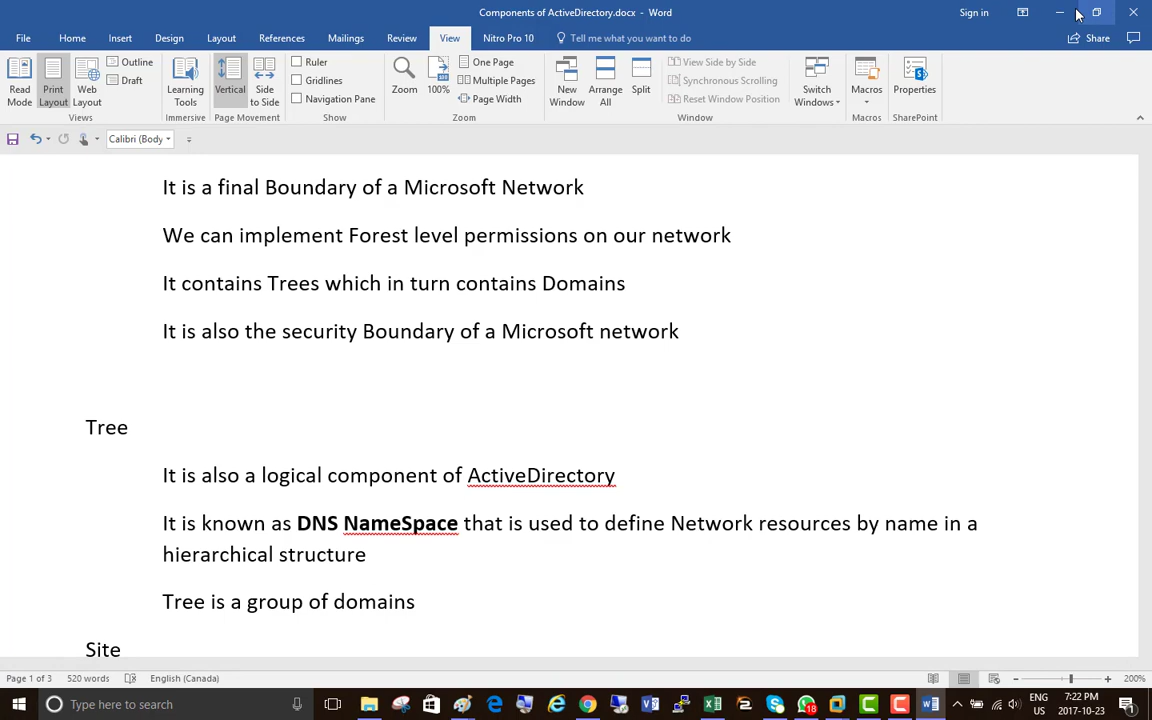 Components of ActiveDirectory.docx - Word
Sign in
File Home Insert Design Layout References Mailings Review View Nitro Pro 10 Tell me what you want to do
Share
Read Mode
Print Layout
Web Layout
Outline
Draft
Views
Learning Tools
Immersive
Vertical
Side to Side
Page Movement
Ruler
Gridlines
Navigation Pane
Show
Zoom
100%
One Page
Multiple Pages
Page Width
Zoom
New Window
Arrange All
Split
View Side by Side
Synchronous Scrolling
Reset Window Position
Switch Windows
Window
Macros
Macros
Properties
SharePoint
Calibri (Body
It is a final Boundary of a Microsoft Network
We can implement Forest level permissions on our network
It contains Trees which in turn contains Domains
It is also the security Boundary of a Microsoft network
Tree
It is also a logical component of ActiveDirectory
It is known as DNS NameSpace that is used to define Network resources by name in a
hierarchical structure
Tree is a group of domains
Site
Page 1 of 3 520 words English (Canada) 200%
Type here to search
18
ENG
US
7:22 PM
2017-10-23
1